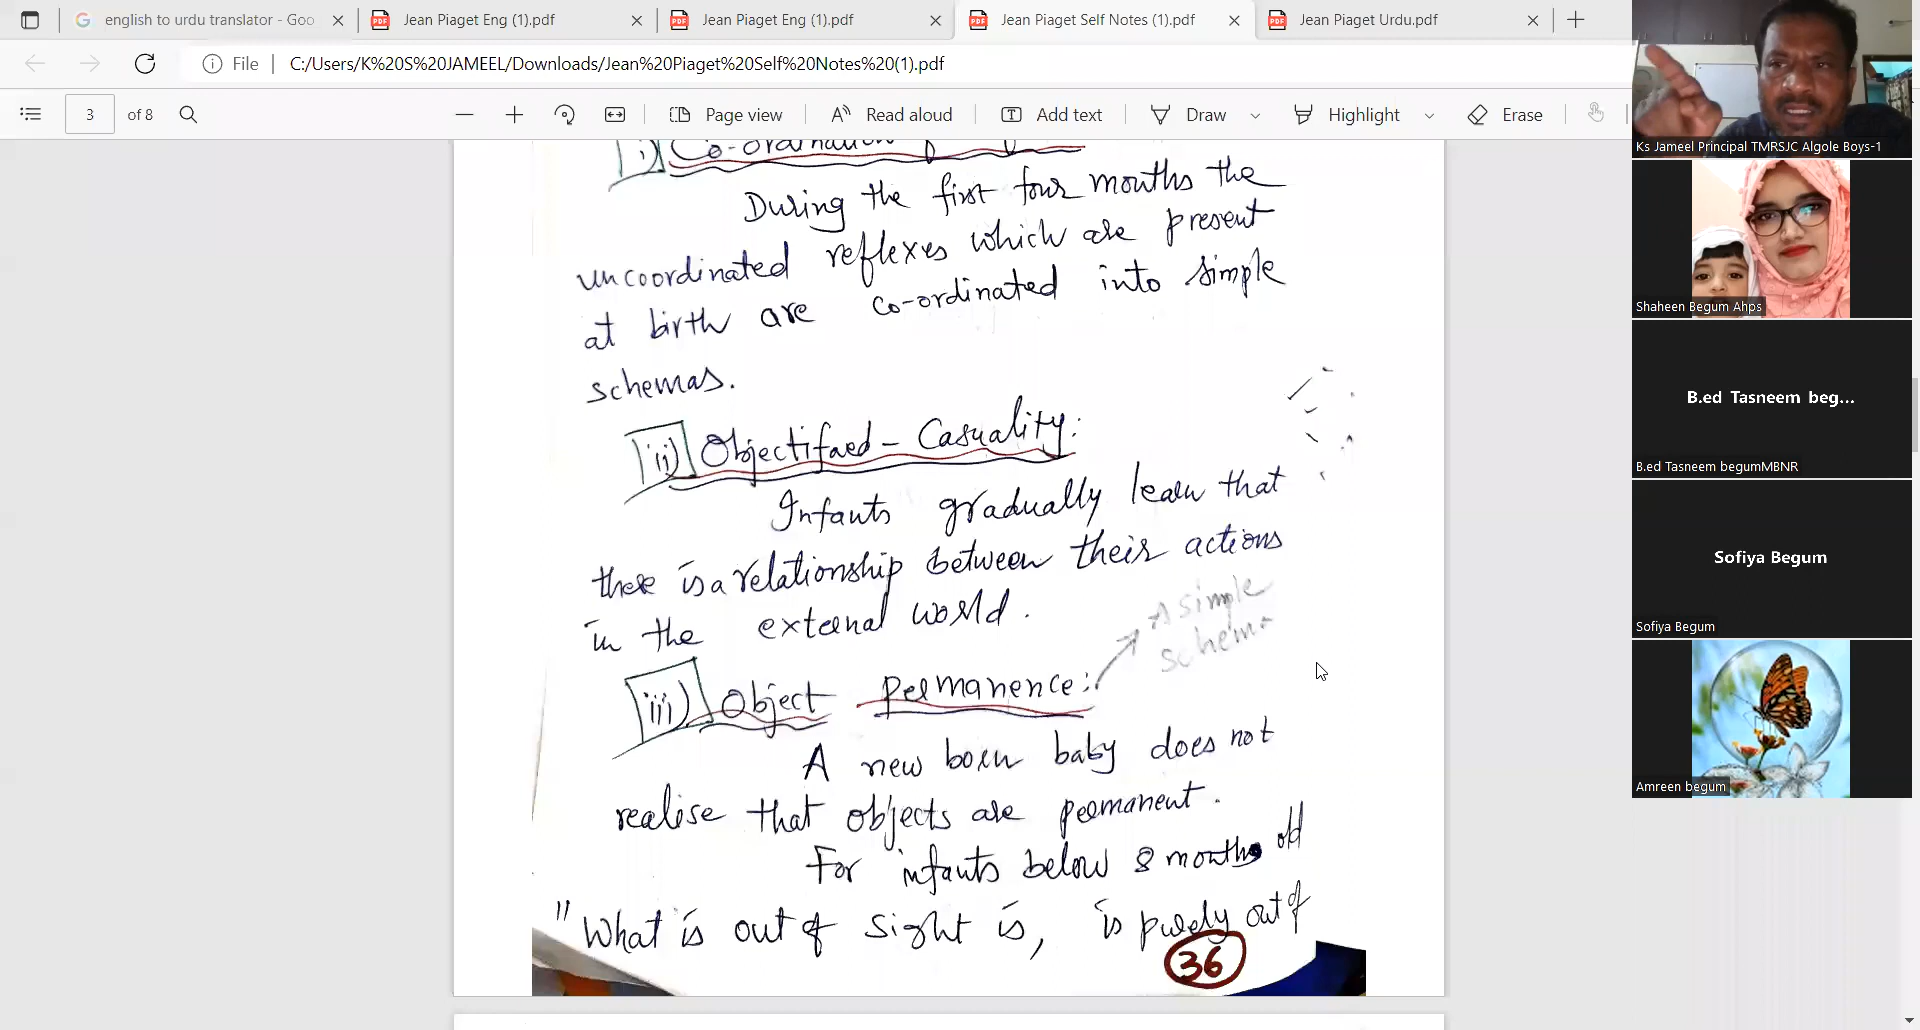 english to urdu translator - Goo
Jean Piaget Eng (1).pdf
Jean Piaget Eng (1).pdf
Jean Piaget Self Notes (1).pdf
Jean Piaget Urdu.pdf
File
C:/Users/K%20S%20JAMEEL/Downloads/Jean%20Piaget%20Self%20Notes%20(1).pdf
3 of 8
Page view
Read aloud
Add text
Draw
Highlight
Erase
i) Co-ordination
During the first four months the
uncoordinated reflexes which are present
at birth are co-ordinated into simple
schemas.
ii) Objectifaed - Casuality:
Infants gradually learn that
there is a relationship between their actions
in the external world.
A simple
schema
iii) Object permanence:
A new born baby does not
realise that objects are permanent.
For infants below 8 months old
"What is out of sight is, is purely out of
36
Ks Jameel Principal TMRSJC Algole Boys-1
Shaheen Begum Ahps
B.ed Tasneem beg...
B.ed Tasneem begumMBNR
Sofiya Begum
Sofiya Begum
Amreen begum